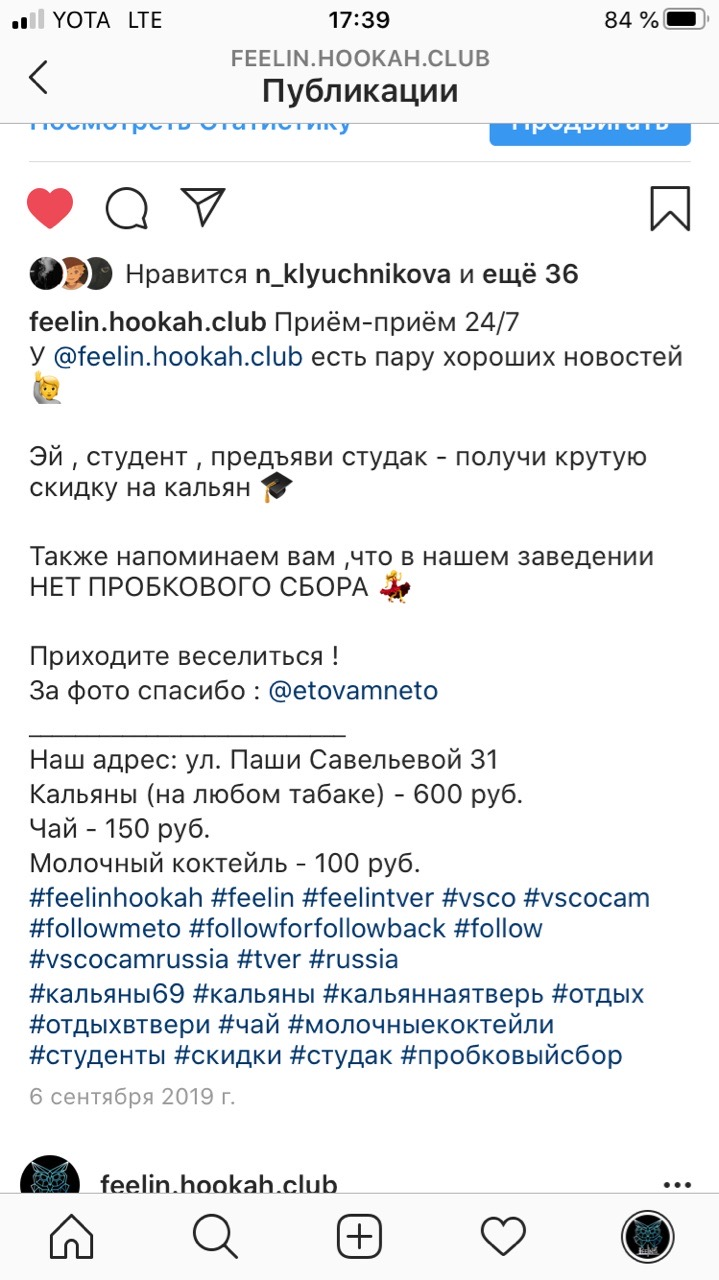 YOTA LTE 17:39 84 %
FEELIN.HOOKAH.CLUB
Публикации
Посмотреть статистику Продвигать
Нравится n_klyuchnikova и ещё 36
feelin.hookah.club Приём-приём 24/7
У @feelin.hookah.club есть пару хороших новостей
🙋
Эй , студент , предъяви студак - получи крутую
скидку на кальян 🎓
Также напоминаем вам ,что в нашем заведении
НЕТ ПРОБКОВОГО СБОРА 💃
Приходите веселиться !
За фото спасибо : @etovamneto
___________________________
Наш адрес: ул. Паши Савельевой 31
Кальяны (на любом табаке) - 600 руб.
Чай - 150 руб.
Молочный коктейль - 100 руб.
#feelinhookah #feelin #feelintver #vsco #vscocam
#followmeto #followforfollowback #follow
#vscocamrussia #tver #russia
#кальяны69 #кальяны #кальяннаятверь #отдых
#отдыхвтвери #чай #молочныекоктейли
#студенты #скидки #студак #пробковыйсбор
6 сентября 2019 г.
feelin.hookah.club